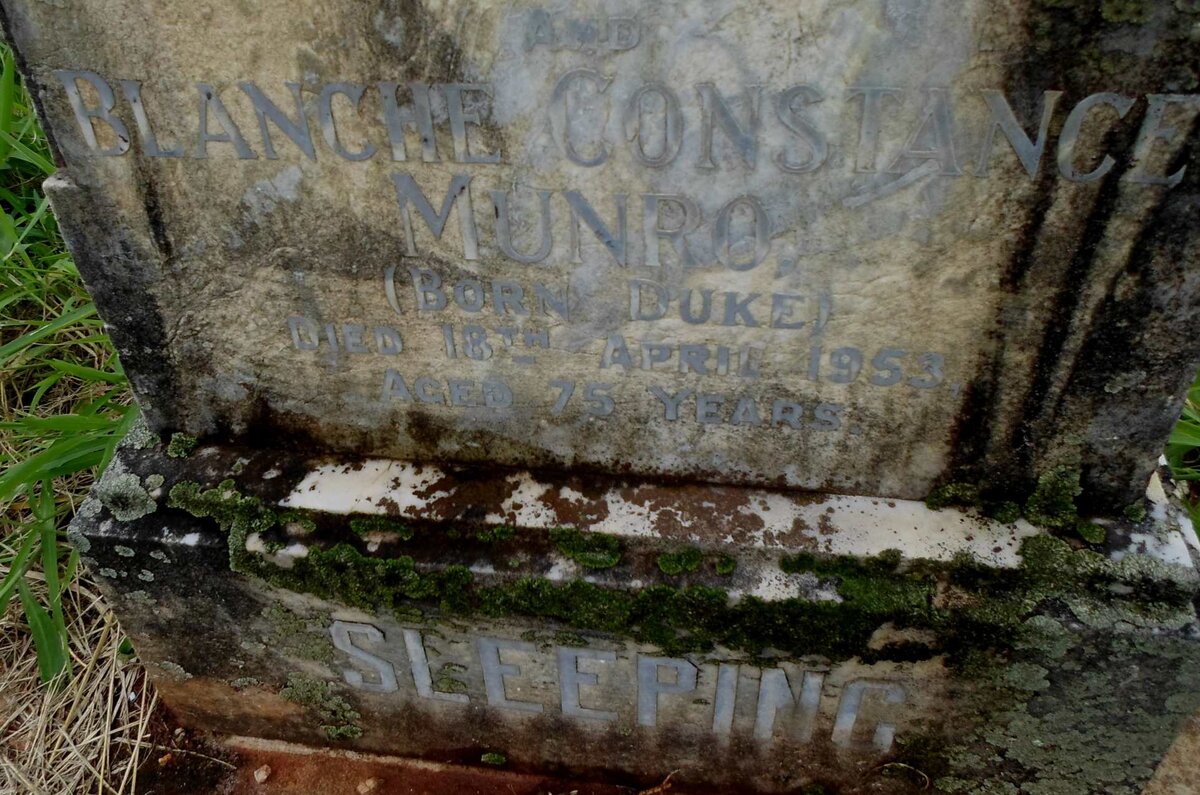 AND
BLANCHE CONSTANCE
MUNRO,
(BORN DUKE)
DIED 18TH APRIL 1953,
AGED 75 YEARS.
SLEEPING